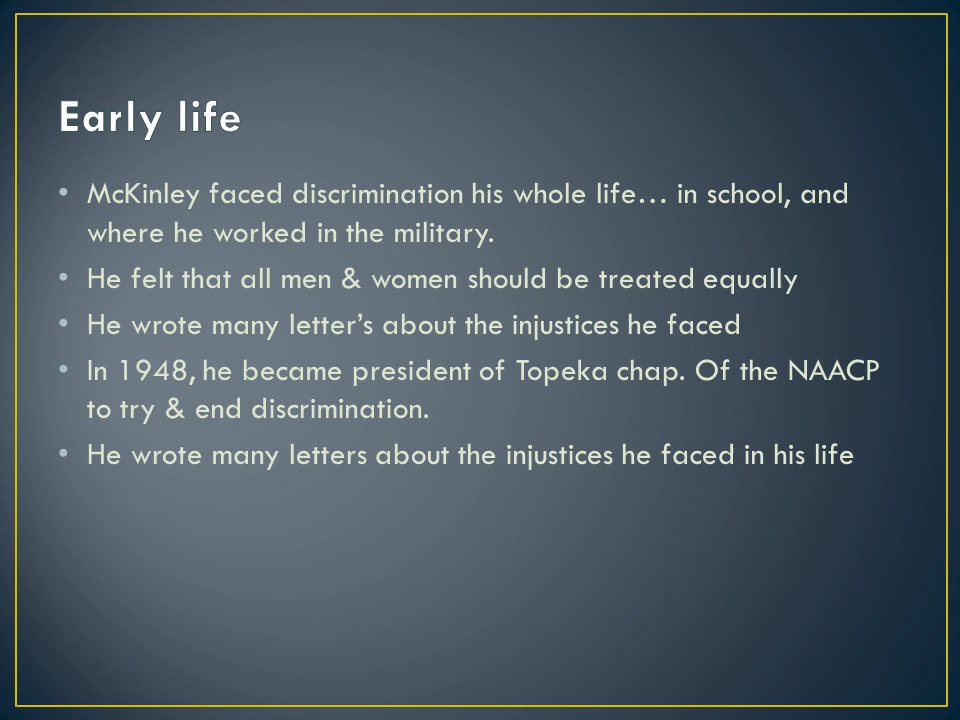 Early life
• McKinley faced discrimination his whole life… in school, and
where he worked in the military.
• He felt that all men & women should be treated equally
• He wrote many letter’s about the injustices he faced
• In 1948, he became president of Topeka chap. Of the NAACP
to try & end discrimination.
• He wrote many letters about the injustices he faced in his life